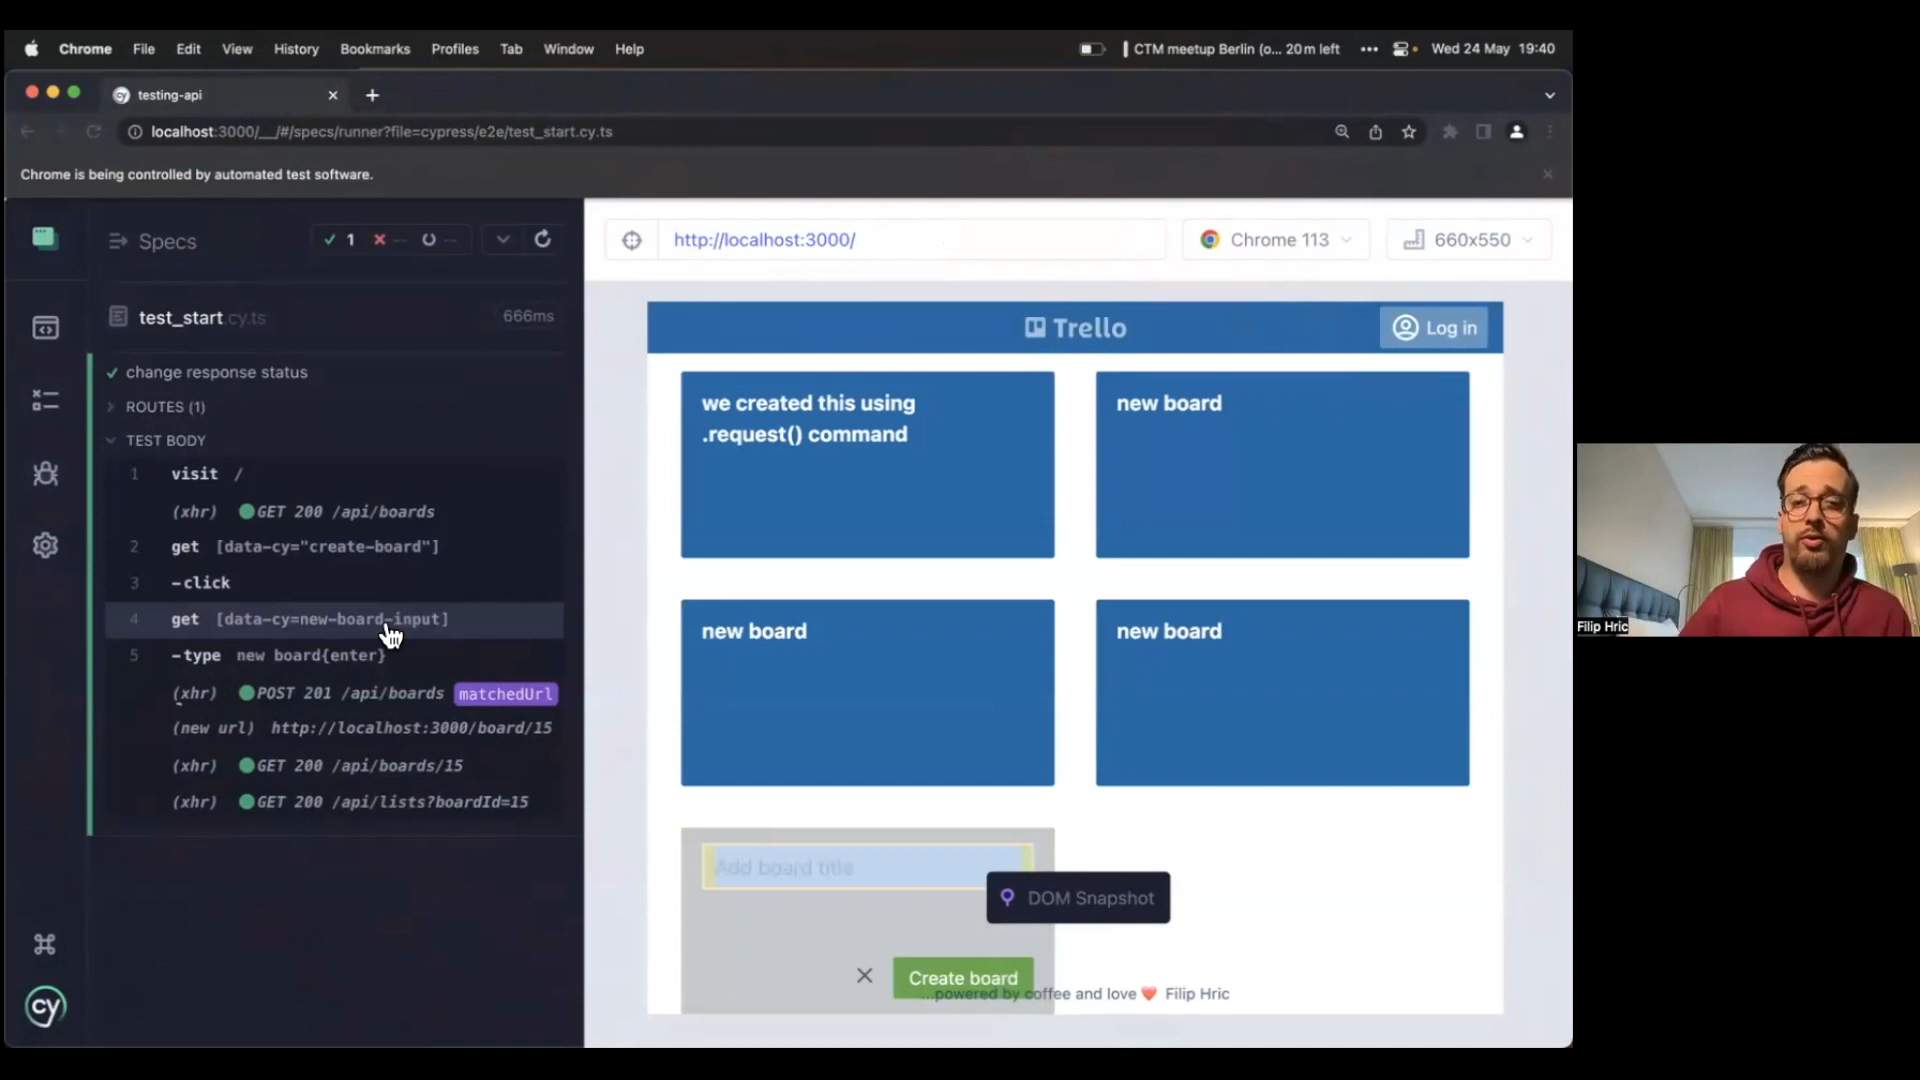 Chrome File Edit View History Bookmarks Profiles Tab Window Help CTM meetup Berlin (o... 20 m left ••• Wed 24 May 19:40
testing-api
localhost:3000/__/#/specs/runner?file=cypress/e2e/test_start.cy.ts
Chrome is being controlled by automated test software.
Specs 1 -- --
test_start.cy.ts 666ms
change response status
ROUTES (1)
TEST BODY
1 visit /
(xhr) GET 200 /api/boards
2 get [data-cy="create-board"]
3 -click
4 get [data-cy=new-board-input]
5 -type new board{enter}
(xhr) POST 201 /api/boards matchedUrl
(new url) http://localhost:3000/board/15
(xhr) GET 200 /api/boards/15
(xhr) GET 200 /api/lists?boardId=15
cy
http://localhost:3000/ Chrome 113 660x550
Trello Log in
we created this using
.request() command
new board
new board
new board
Add board title
DOM Snapshot
Create board
...powered by coffee and love ❤️ Filip Hric
Filip Hric